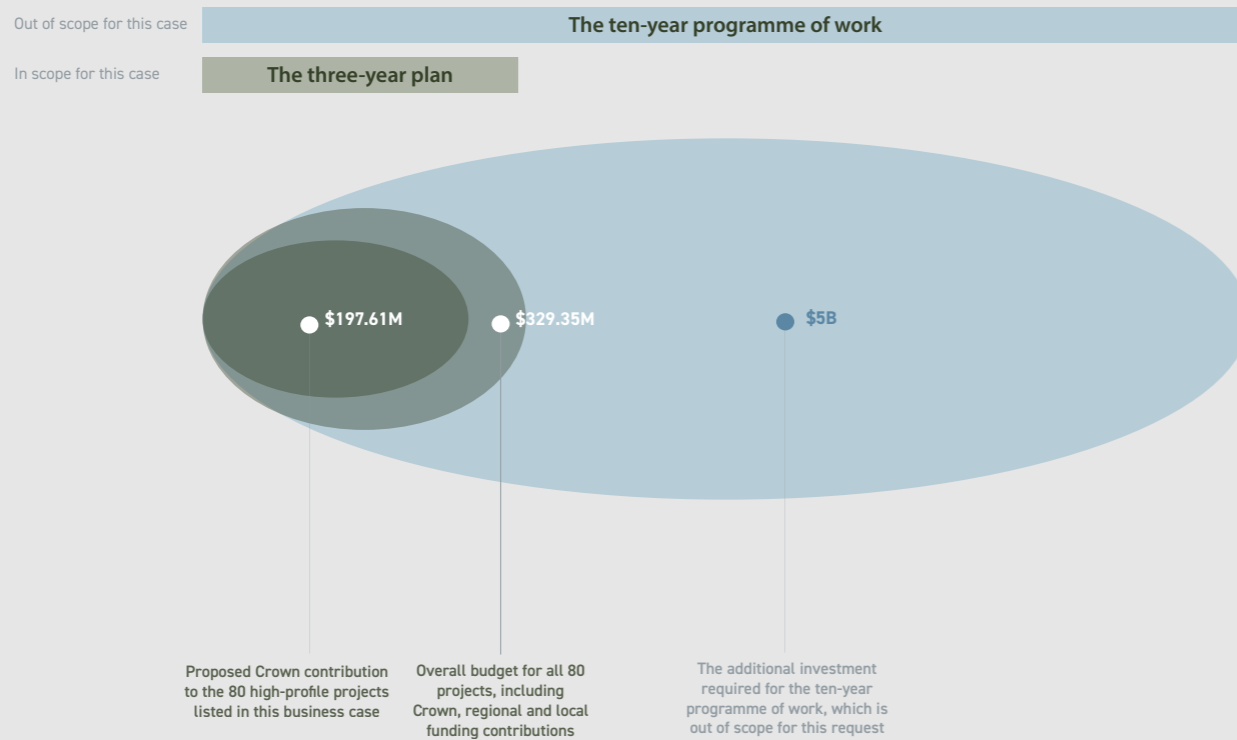 Out of scope for this case
The ten-year programme of work
In scope for this case
The three-year plan
$197.61M
$329.35M
$5B
Proposed Crown contribution
to the 80 high-profile projects
listed in this business case
Overall budget for all 80
projects, including
Crown, regional and local
funding contributions
The additional investment
required for the ten-year
programme of work, which is
out of scope for this request